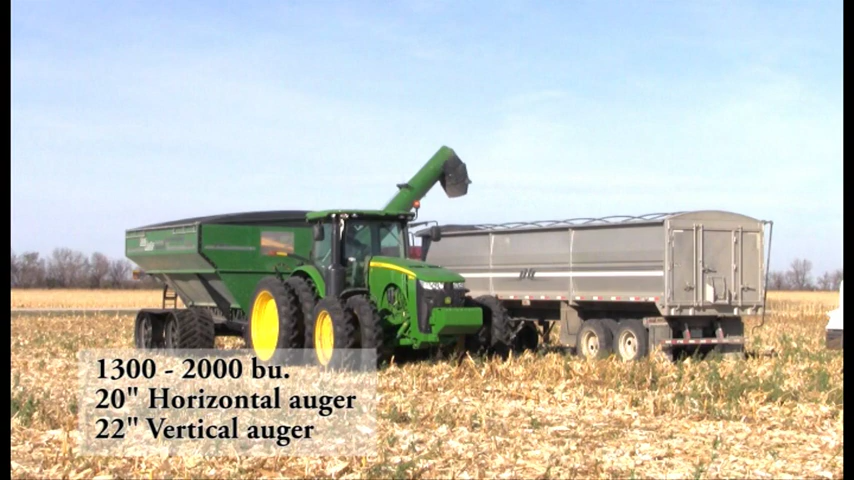 1300 - 2000 bu.
20" Horizontal auger
22" Vertical auger